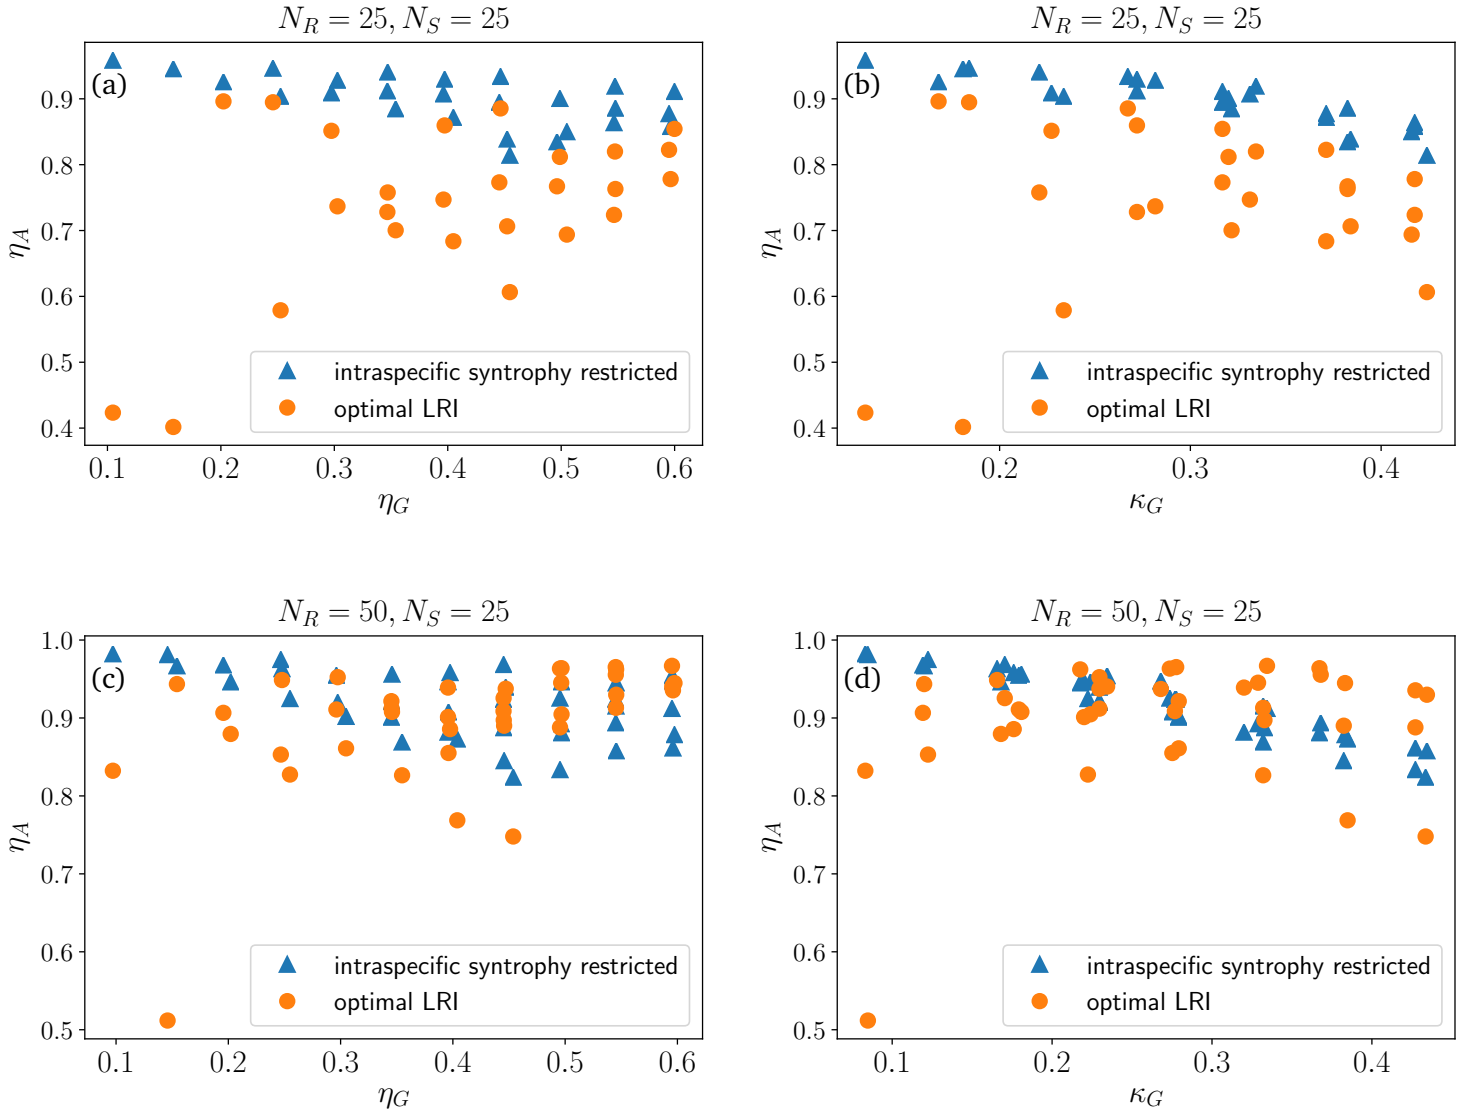 N_R = 25, N_S = 25
(a)
η_A
0.9
0.8
0.7
0.6
0.5
0.4
intraspecific syntrophy restricted
optimal LRI
0.1 0.2 0.3 0.4 0.5 0.6
η_G
N_R = 25, N_S = 25
(b)
η_A
0.9
0.8
0.7
0.6
0.5
0.4
intraspecific syntrophy restricted
optimal LRI
0.2 0.3 0.4
κ_G
N_R = 50, N_S = 25
(c)
η_A
1.0
0.9
0.8
0.7
0.6
0.5
intraspecific syntrophy restricted
optimal LRI
0.1 0.2 0.3 0.4 0.5 0.6
η_G
N_R = 50, N_S = 25
(d)
η_A
1.0
0.9
0.8
0.7
0.6
0.5
intraspecific syntrophy restricted
optimal LRI
0.1 0.2 0.3 0.4
κ_G